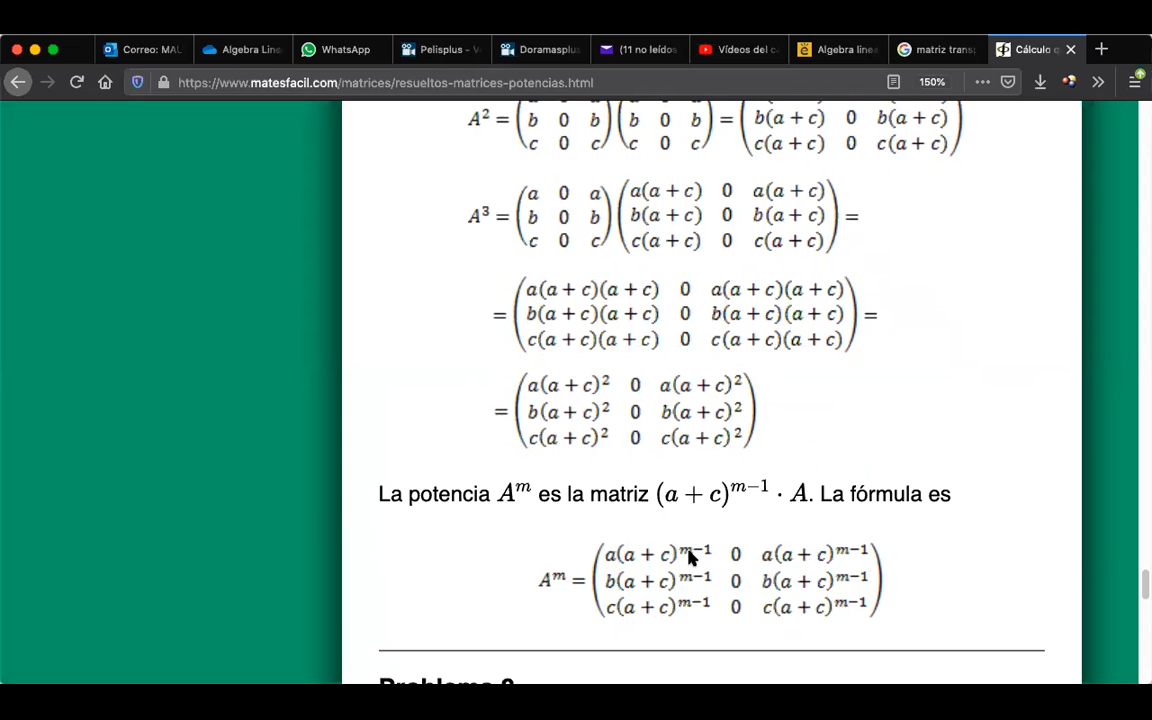 Correo: MAL
Algebra Line
WhatsApp
Pelisplus – V
Doramasplus
(11 no leídos
Vídeos del c
Algebra linea
matriz trans
Cálculo
https://www.matesfacil.com/matrices/resueltos-matrices-potencias.html
150%
A² = (b 0 b) (b 0 b) = (b(a + c) 0 b(a + c))
c 0 c c 0 c c(a + c) 0 c(a + c)
a 0 a a(a + c) 0 a(a + c)
A³ = (b 0 b) (b(a + c) 0 b(a + c)) =
c 0 c c(a + c) 0 c(a + c)
a(a + c)(a + c) 0 a(a + c)(a + c)
= (b(a + c)(a + c) 0 b(a + c)(a + c)) =
c(a + c)(a + c) 0 c(a + c)(a + c)
a(a + c)² 0 a(a + c)²
= (b(a + c)² 0 b(a + c)²)
c(a + c)² 0 c(a + c)²
La potencia Aᵐ es la matriz (a + c)ᵐ⁻¹ · A. La fórmula es
a(a + c)ᵐ⁻¹ 0 a(a + c)ᵐ⁻¹
Aᵐ = (b(a + c)ᵐ⁻¹ 0 b(a + c)ᵐ⁻¹)
c(a + c)ᵐ⁻¹ 0 c(a + c)ᵐ⁻¹